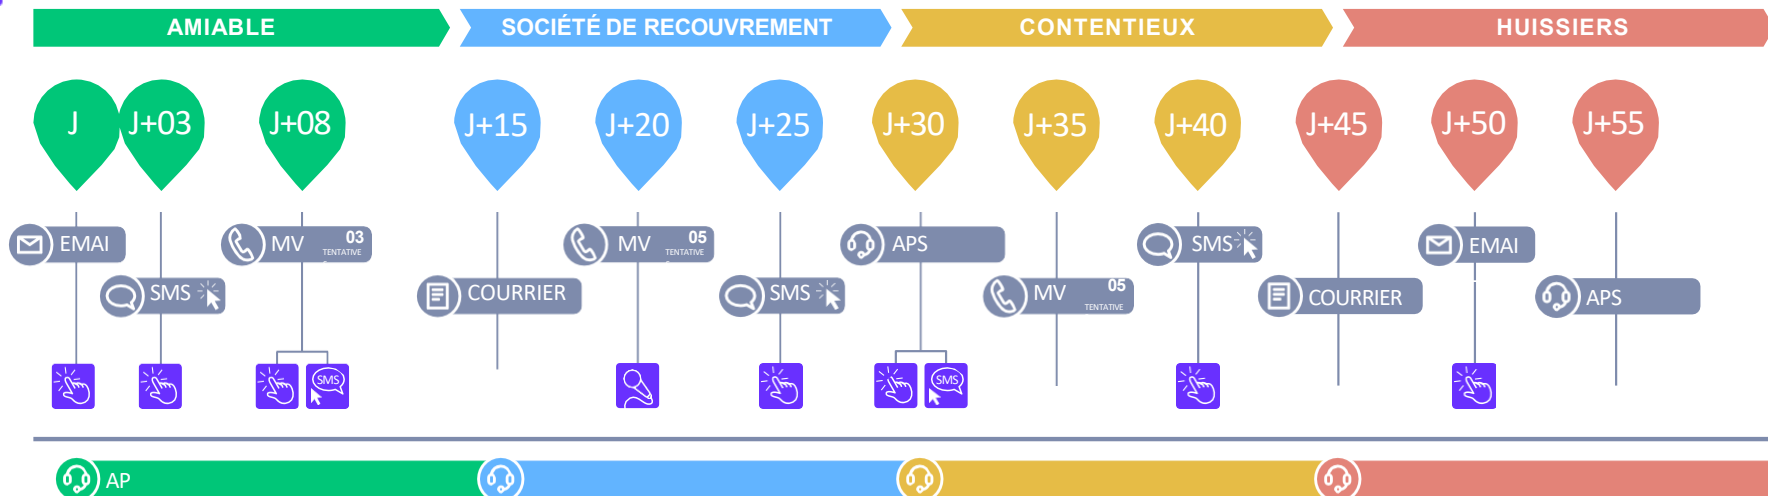 AMIABLE
SOCIÉTÉ DE RECOUVREMENT
CONTENTIEUX
HUISSIERS
J
J+03
J+08
J+15
J+20
J+25
J+30
J+35
J+40
J+45
J+50
J+55
EMAI
SMS
MV
03
TENTATIVE
COURRIER
MV
05
TENTATIVE
SMS
APS
MV
05
TENTATIVE
SMS
COURRIER
EMAI
APS
SMS
SMS
AP